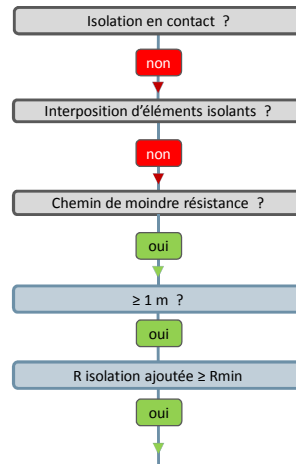 Isolation en contact ?
non
Interposition d'éléments isolants ?
non
Chemin de moindre résistance ?
oui
≥ 1 m ?
oui
R isolation ajoutée ≥ Rmin
oui